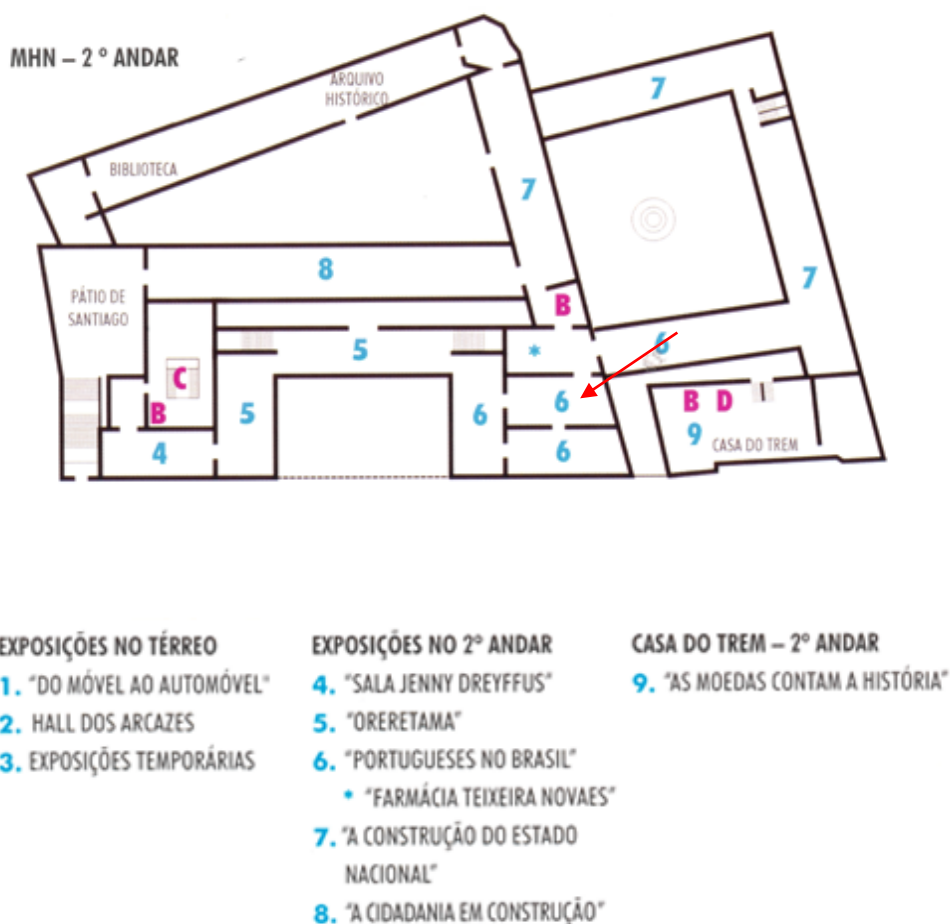 MHN – 2 º ANDAR
ARQUIVO
HISTÓRICO
7
BIBLIOTECA
7
8
7
PÁTIO DE
SANTIAGO
B
5
*
6
C
B
5
6
6
B D
9
CASA DO TREM
4
6
EXPOSIÇÕES NO TÉRREO
1. "DO MÓVEL AO AUTOMÓVEL"
2. HALL DOS ARCAZES
3. EXPOSIÇÕES TEMPORÁRIAS
EXPOSIÇÕES NO 2º ANDAR
4. "SALA JENNY DREYFFUS"
5. "ORERETAMA"
6. "PORTUGUESES NO BRASIL"
* "FARMÁCIA TEIXEIRA NOVAES"
7. "A CONSTRUÇÃO DO ESTADO
NACIONAL"
8. "A CIDADANIA EM CONSTRUÇÃO"
CASA DO TREM – 2º ANDAR
9. "AS MOEDAS CONTAM A HISTÓRIA"